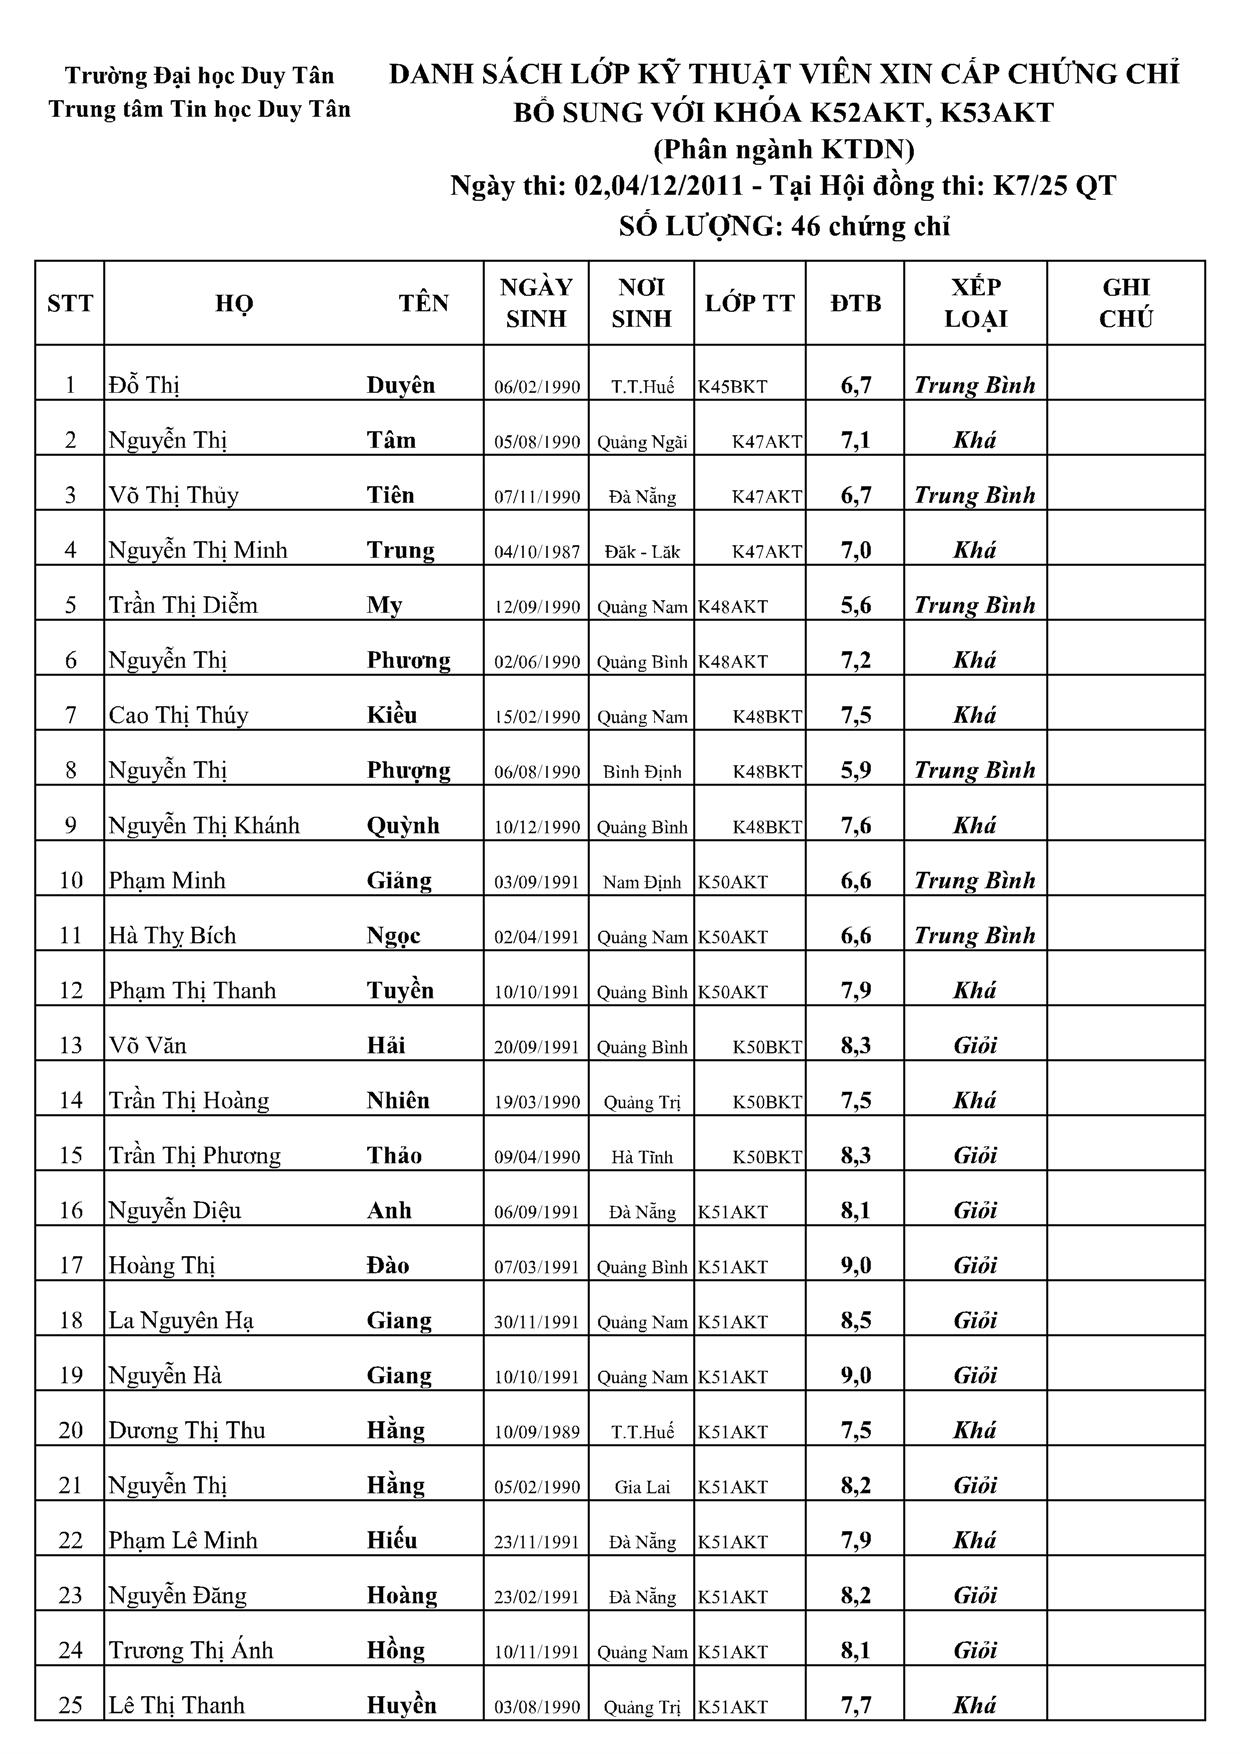 Trường Đại học Duy Tân
Trung tâm Tin học Duy Tân
DANH SÁCH LỚP KỸ THUẬT VIÊN XIN CẤP CHỨNG CHỈ
BỔ SUNG VỚI KHÓA K52AKT, K53AKT
(Phân ngành KTDN)
Ngày thi: 02,04/12/2011 - Tại Hội đồng thi: K7/25 QT
SỐ LƯỢNG: 46 chứng chỉ
STT HỌ TÊN NGÀY SINH NƠI SINH LỚP TT ĐTB XẾP LOẠI GHI CHÚ
1 Đỗ Thị Duyên 06/02/1990 T.T.Huế K45BKT 6,7 Trung Bình
2 Nguyễn Thị Tâm 05/08/1990 Quảng Ngãi K47AKT 7,1 Khá
3 Võ Thị Thủy Tiên 07/11/1990 Đà Nẵng K47AKT 6,7 Trung Bình
4 Nguyễn Thị Minh Trung 04/10/1987 Đăk - Lăk K47AKT 7,0 Khá
5 Trần Thị Diễm My 12/09/1990 Quảng Nam K48AKT 5,6 Trung Bình
6 Nguyễn Thị Phương 02/06/1990 Quảng Bình K48AKT 7,2 Khá
7 Cao Thị Thúy Kiều 15/02/1990 Quảng Nam K48BKT 7,5 Khá
8 Nguyễn Thị Phượng 06/08/1990 Bình Định K48BKT 5,9 Trung Bình
9 Nguyễn Thị Khánh Quỳnh 10/12/1990 Quảng Bình K48BKT 7,6 Khá
10 Phạm Minh Giảng 03/09/1991 Nam Định K50AKT 6,6 Trung Bình
11 Hà Thy Bích Ngọc 02/04/1991 Quảng Nam K50AKT 6,6 Trung Bình
12 Phạm Thị Thanh Tuyền 10/10/1991 Quảng Bình K50AKT 7,9 Khá
13 Võ Văn Hải 20/09/1991 Quảng Bình K50BKT 8,3 Giỏi
14 Trần Thị Hoàng Nhiên 19/03/1990 Quảng Trị K50BKT 7,5 Khá
15 Trần Thị Phương Thảo 09/04/1990 Hà Tĩnh K50BKT 8,3 Giỏi
16 Nguyễn Diệu Anh 06/09/1991 Đà Nẵng K51AKT 8,1 Giỏi
17 Hoàng Thị Đào 07/03/1991 Quảng Bình K51AKT 9,0 Giỏi
18 La Nguyên Hạ Giang 30/11/1991 Quảng Nam K51AKT 8,5 Giỏi
19 Nguyễn Hà Giang 10/10/1991 Quảng Nam K51AKT 9,0 Giỏi
20 Dương Thị Thu Hằng 10/09/1989 T.T.Huế K51AKT 7,5 Khá
21 Nguyễn Thị Hằng 05/02/1990 Gia Lai K51AKT 8,2 Giỏi
22 Phạm Lê Minh Hiếu 23/11/1991 Đà Nẵng K51AKT 7,9 Khá
23 Nguyễn Đăng Hoàng 23/02/1991 Đà Nẵng K51AKT 8,2 Giỏi
24 Trương Thị Ánh Hồng 10/11/1991 Quảng Nam K51AKT 8,1 Giỏi
25 Lê Thị Thanh Huyền 03/08/1990 Quảng Trị K51AKT 7,7 Khá